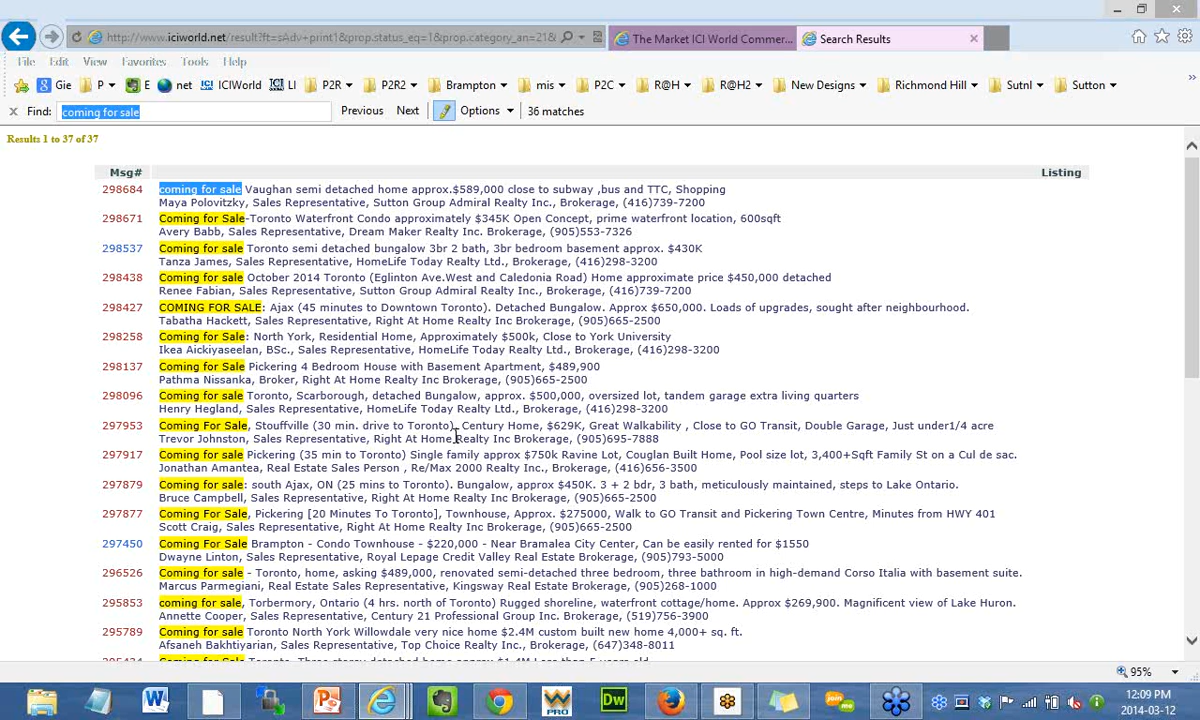 http://www.iciworld.net/result?ft=sAdv+print1&prop.status_eq=1&prop.category_an=21&
The Market ICI World Commer...
Search Results
File Edit View Favorites Tools Help
Gie P E net ICIWorld LI P2R P2R2 Brampton mis P2C R@H R@H2 New Designs Richmond Hill Sutnl Sutton
Find: coming for sale Previous Next Options 36 matches
Results 1 to 37 of 37
Msg# Listing
298684 coming for sale Vaughan semi detached home approx.$589,000 close to subway ,bus and TTC, Shopping
Maya Polovitzky, Sales Representative, Sutton Group Admiral Realty Inc., Brokerage, (416)739-7200
298671 Coming for Sale-Toronto Waterfront Condo approximately $345K Open Concept, prime waterfront location, 600sqft
Avery Babb, Sales Representative, Dream Maker Realty Inc. Brokerage, (905)553-7326
298537 Coming for sale Toronto semi detached bungalow 3br 2 bath, 3br bedroom basement approx. $430K
Tanza James, Sales Representative, HomeLife Today Realty Ltd., Brokerage, (416)298-3200
298438 Coming for sale October 2014 Toronto (Eglinton Ave.West and Caledonia Road) Home approximate price $450,000 detached
Renee Fabian, Sales Representative, Sutton Group Admiral Realty Inc., Brokerage, (416)739-7200
298427 COMING FOR SALE: Ajax (45 minutes to Downtown Toronto). Detached Bungalow. Approx $650,000. Loads of upgrades, sought after neighbourhood.
Tabatha Hackett, Sales Representative, Right At Home Realty Inc Brokerage, (905)665-2500
298258 Coming for Sale: North York, Residential Home, Approximately $500k, Close to York University
Ikea Aickiyaseelan, BSc., Sales Representative, HomeLife Today Realty Ltd., Brokerage, (416)298-3200
298137 Coming for Sale Pickering 4 Bedroom House with Basement Apartment, $489,900
Pathma Nissanka, Broker, Right At Home Realty Inc Brokerage, (905)665-2500
298096 Coming for sale Toronto, Scarborough, detached Bungalow, approx. $500,000, oversized lot, tandem garage extra living quarters
Henry Hegland, Sales Representative, HomeLife Today Realty Ltd., Brokerage, (416)298-3200
297953 Coming For Sale, Stouffville (30 min. drive to Toronto), Century Home, $629K, Great Walkability , Close to GO Transit, Double Garage, Just under1/4 acre
Trevor Johnston, Sales Representative, Right At Home Realty Inc Brokerage, (905)695-7888
297917 Coming for sale Pickering (35 min to Toronto) Single family approx $750k Ravine Lot, Couglan Built Home, Pool size lot, 3,400+Sqft Family St on a Cul de sac.
Jonathan Amantea, Real Estate Sales Person , Re/Max 2000 Realty Inc., Brokerage, (416)656-3500
297879 Coming for sale: south Ajax, ON (25 mins to Toronto). Bungalow, approx $450K. 3 + 2 bdr, 3 bath, meticulously maintained, steps to Lake Ontario.
Bruce Campbell, Sales Representative, Right At Home Realty Inc Brokerage, (905)665-2500
297877 Coming For Sale, Pickering [20 Minutes To Toronto], Townhouse, Approx. $275000, Walk to GO Transit and Pickering Town Centre, Minutes from HWY 401
Scott Craig, Sales Representative, Right At Home Realty Inc Brokerage, (905)665-2500
297450 Coming For Sale Brampton - Condo Townhouse - $220,000 - Near Bramalea City Center, Can be easily rented for $1550
Dwayne Linton, Sales Representative, Royal Lepage Credit Valley Real Estate Brokerage, (905)793-5000
296526 Coming for sale - Toronto, home, asking $489,000, renovated semi-detached three bedroom, three bathroom in high-demand Corso Italia with basement suite.
Marcus Parmegiani, Real Estate Sales Representative, Kingsway Real Estate Brokerage, (905)268-1000
295853 coming for sale, Torbermory, Ontario (4 hrs. north of Toronto) Rugged shoreline, waterfront cottage/home. Approx $269,900. Magnificent view of Lake Huron.
Annette Cooper, Sales Representative, Century 21 Professional Group Inc. Brokerage, (519)756-3900
295789 Coming for sale Toronto North York Willowdale very nice home $2.4M custom built new home 4,000+ sq. ft.
Afsaneh Bakhtiyarian, Sales Representative, Top Choice Realty Inc., Brokerage, (647)348-8011
95%
12:09 PM
2014-03-12